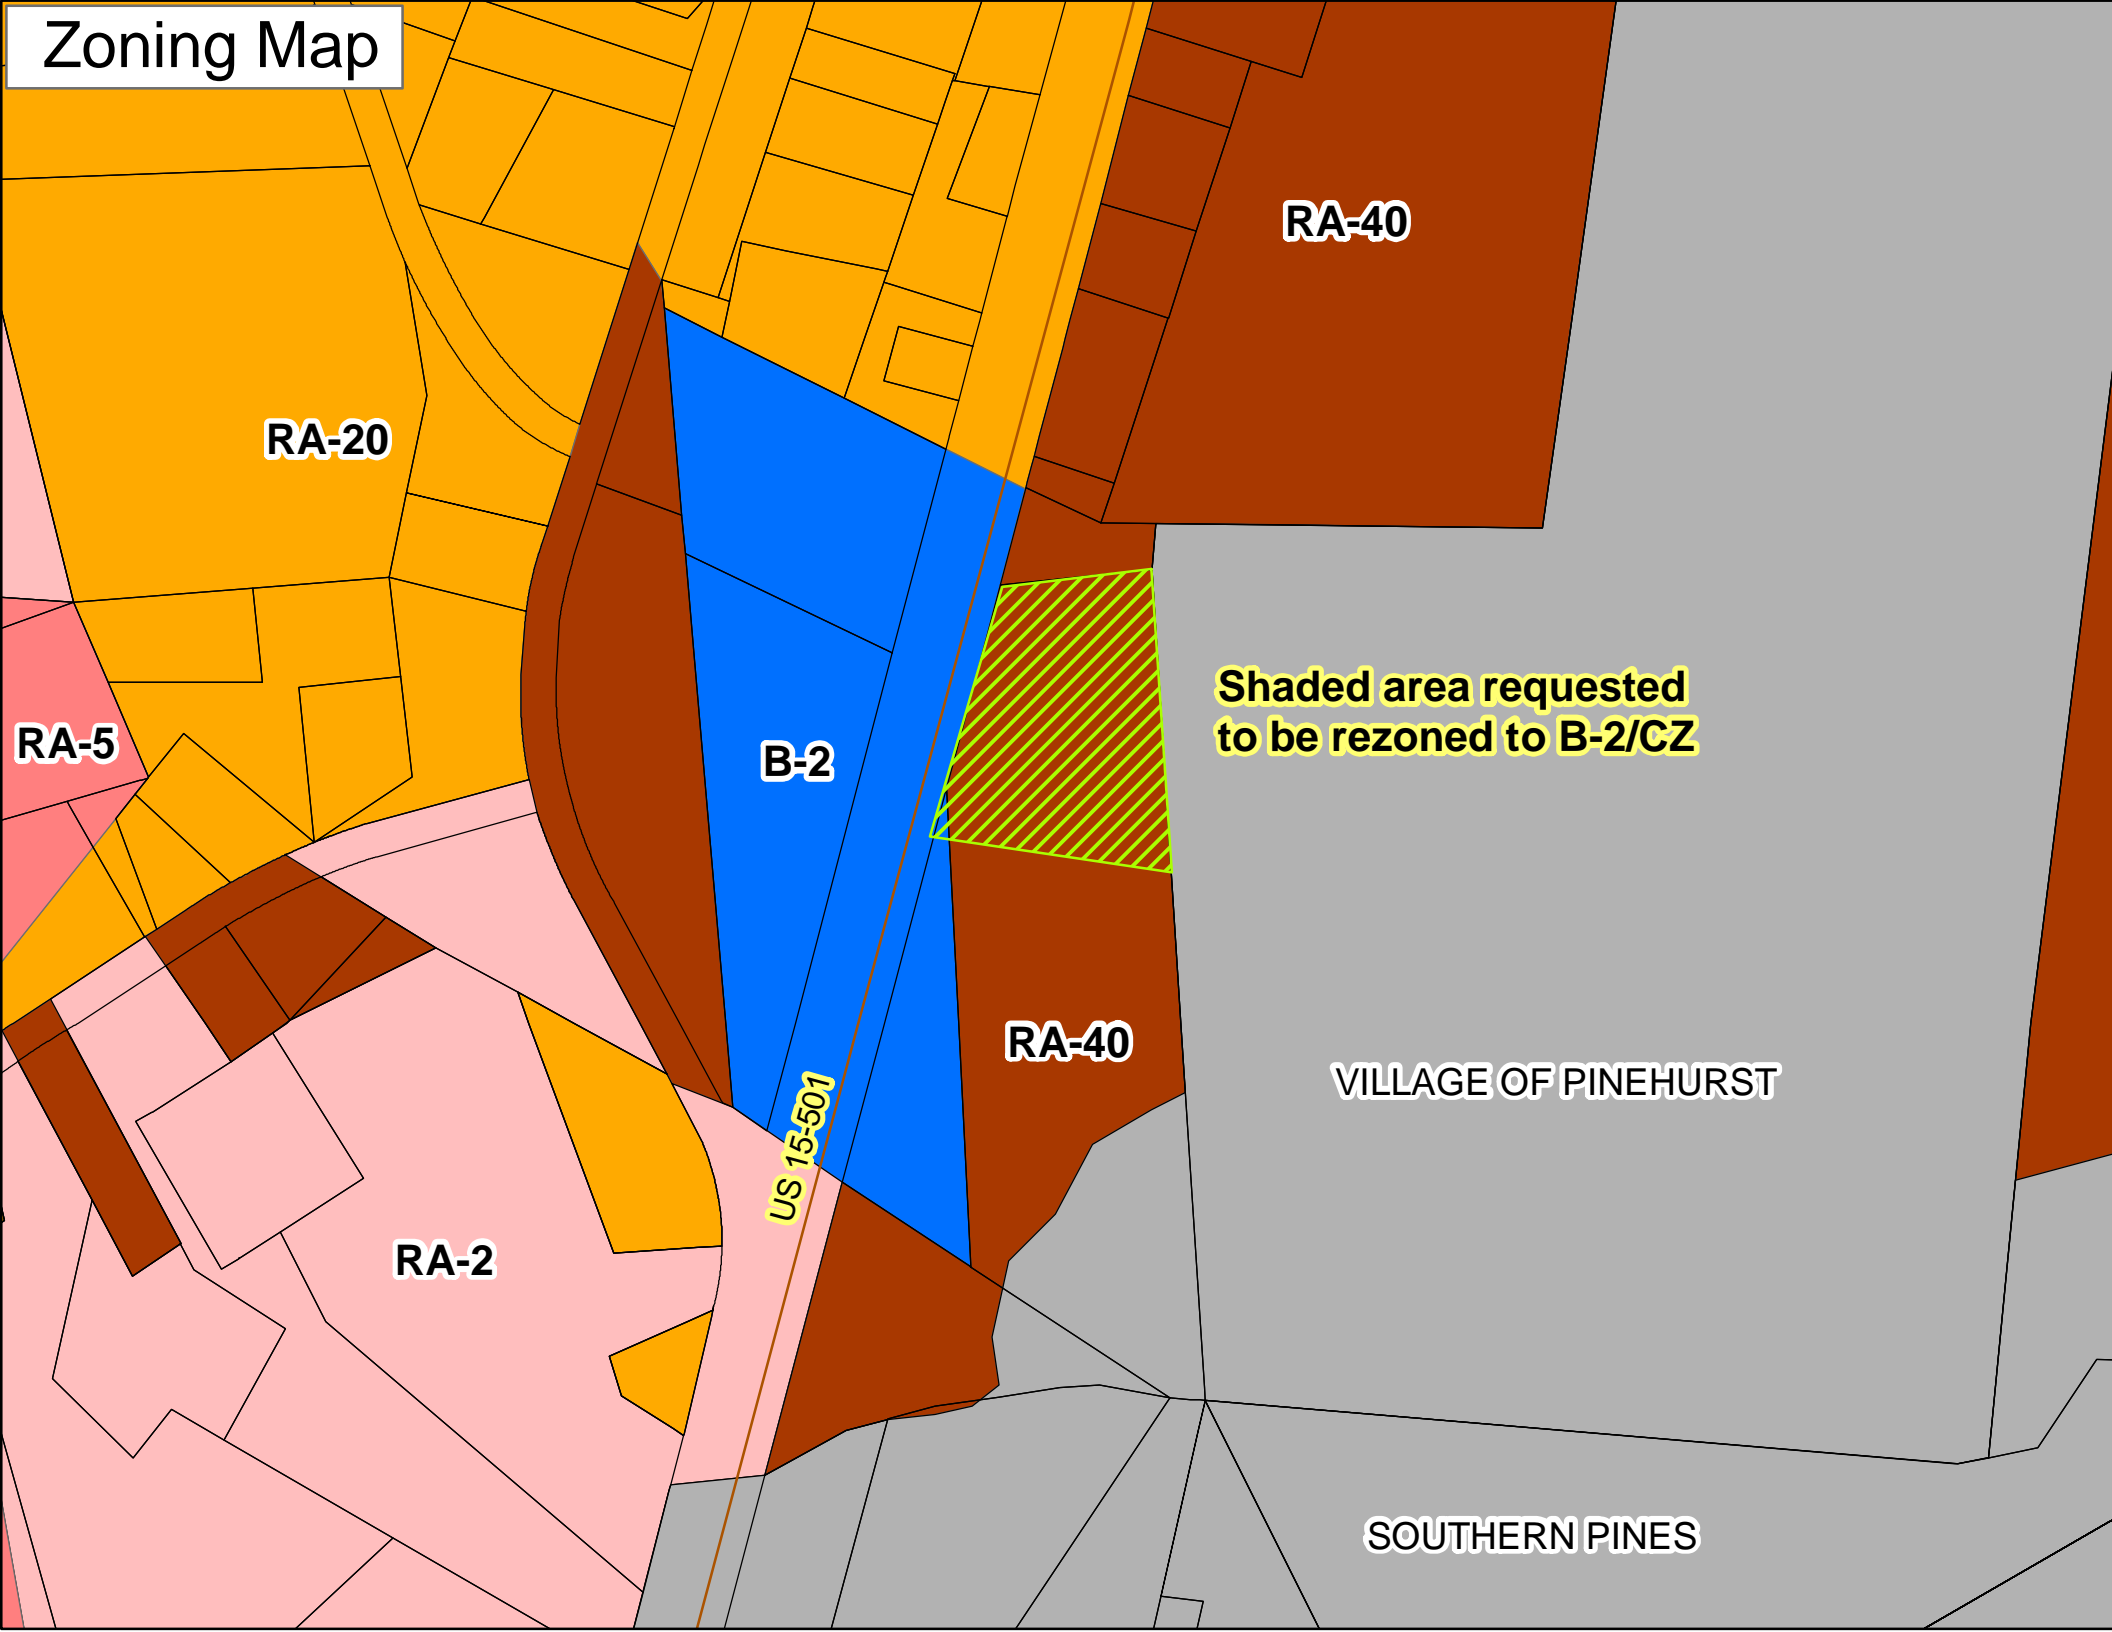 Zoning Map
RA-40
RA-20
Shaded area requested
to be rezoned to B-2/CZ
RA-5
B-2
RA-40
VILLAGE OF PINEHURST
US 15-501
RA-2
SOUTHERN PINES